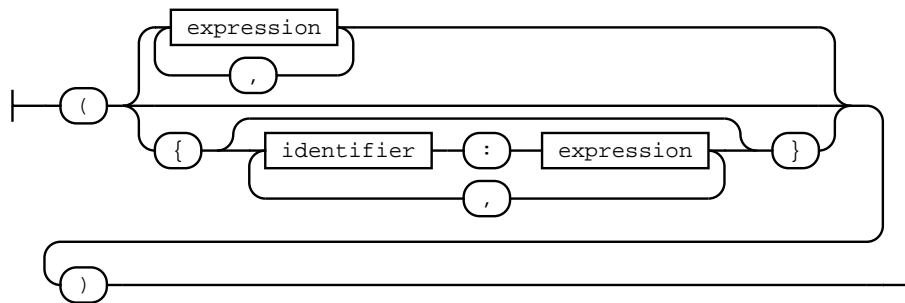 expression
,
(
{ identifier : expression }
,
)